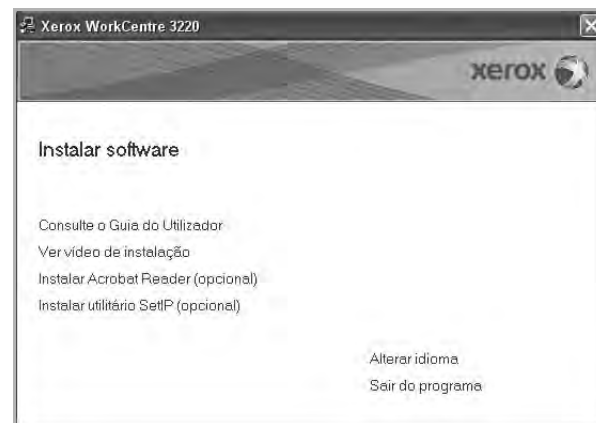 Xerox WorkCentre 3220
xerox
Instalar software
Consulte o Guia do Utilizador
Ver vídeo de instalação
Instalar Acrobat Reader (opcional)
Instalar utilitário SetIP (opcional)
Alterar idioma
Sair do programa